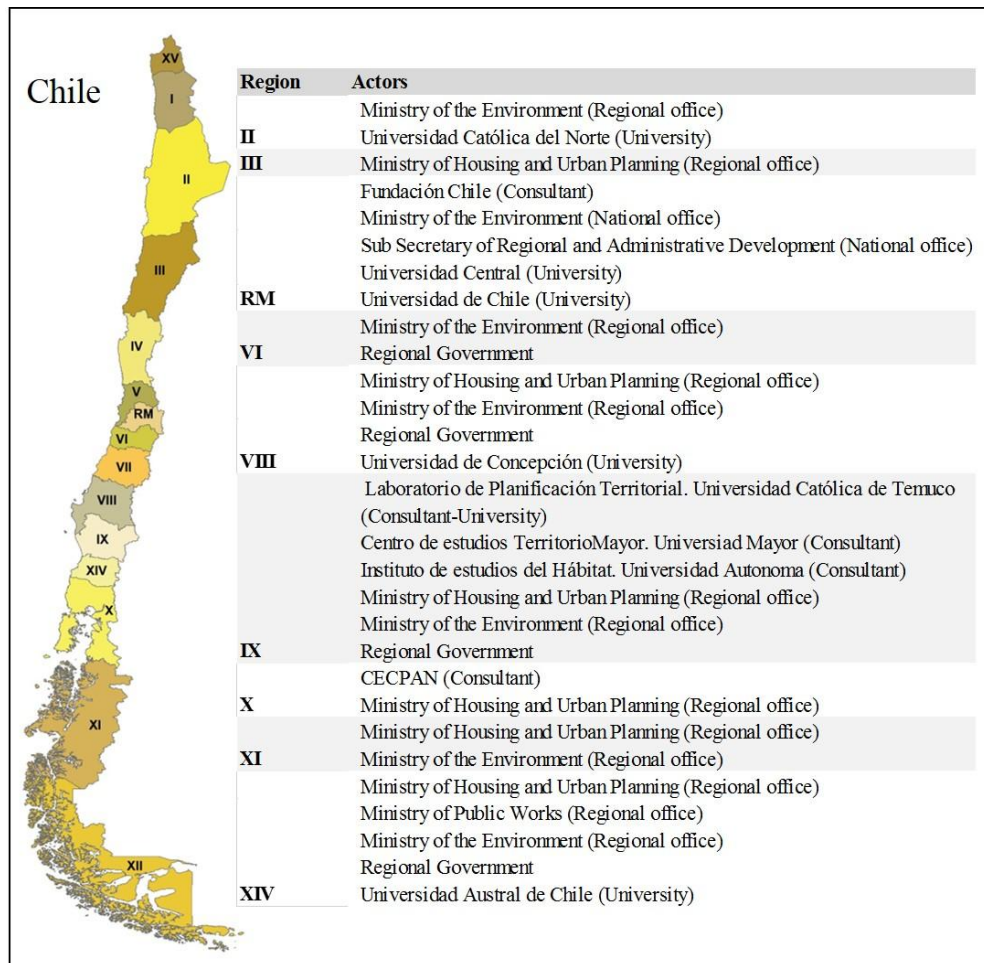 Chile
XV
I
II
III
IV
V
RM
VI
VII
VIII
IX
XIV
X
XI
XII
Region Actors
Ministry of the Environment (Regional office)
II Universidad Católica del Norte (University)
III Ministry of Housing and Urban Planning (Regional office)
Fundación Chile (Consultant)
Ministry of the Environment (National office)
Sub Secretary of Regional and Administrative Development (National office)
Universidad Central (University)
RM Universidad de Chile (University)
Ministry of the Environment (Regional office)
VI Regional Government
Ministry of Housing and Urban Planning (Regional office)
Ministry of the Environment (Regional office)
Regional Government
VIII Universidad de Concepción (University)
Laboratorio de Planificación Territorial. Universidad Católica de Temuco
(Consultant-University)
Centro de estudios TerritorioMayor. Universiad Mayor (Consultant)
Instituto de estudios del Hábitat. Universidad Autonoma (Consultant)
Ministry of Housing and Urban Planning (Regional office)
Ministry of the Environment (Regional office)
IX Regional Government
CECPAN (Consultant)
X Ministry of Housing and Urban Planning (Regional office)
Ministry of Housing and Urban Planning (Regional office)
XI Ministry of the Environment (Regional office)
Ministry of Housing and Urban Planning (Regional office)
Ministry of Public Works (Regional office)
Ministry of the Environment (Regional office)
Regional Government
XIV Universidad Austral de Chile (University)